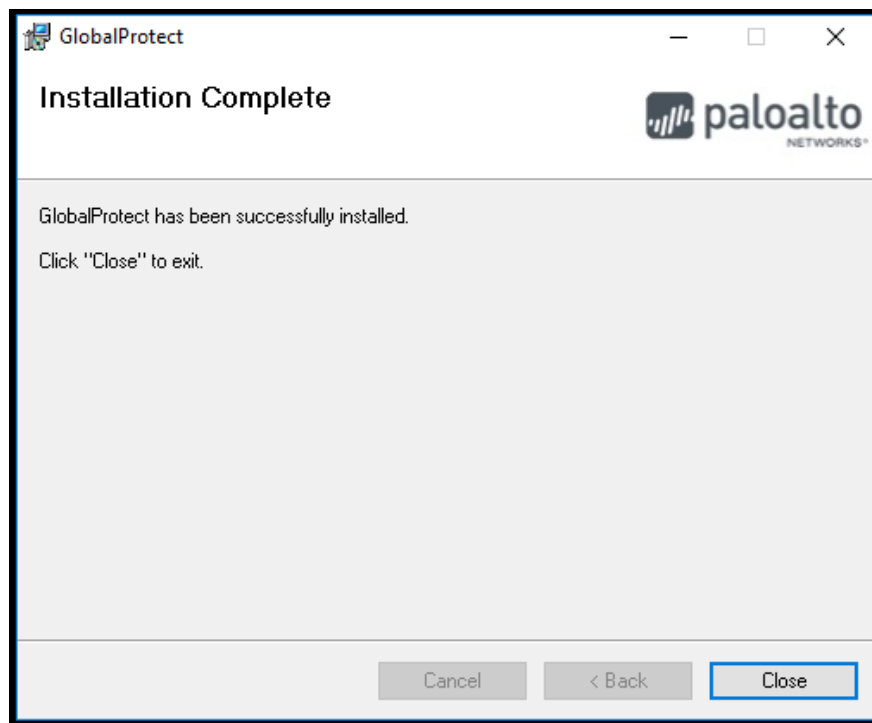 GlobalProtect
Installation Complete
paloalto
NETWORKS®
GlobalProtect has been successfully installed.
Click "Close" to exit.
Cancel
< Back
Close